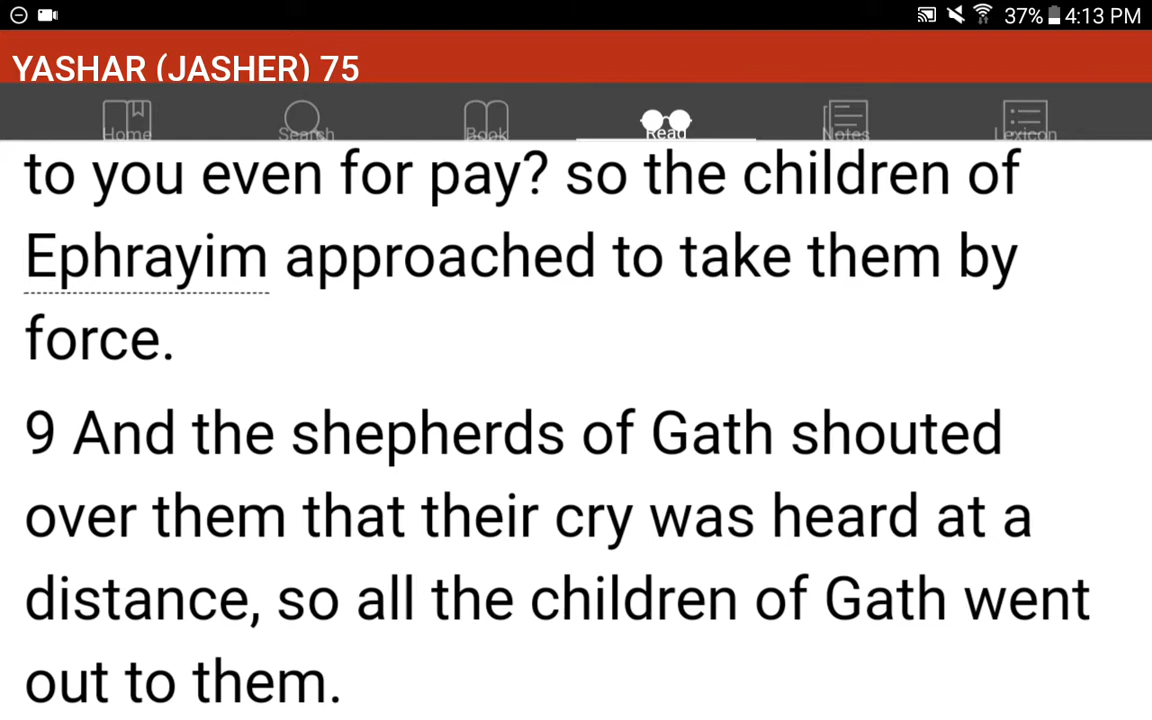 37% 4:13 PM
YASHAR (JASHER) 75
Home Search Book Read Notes Lexicon
to you even for pay? so the children of
Ephrayim approached to take them by
force.
9 And the shepherds of Gath shouted
over them that their cry was heard at a
distance, so all the children of Gath went
out to them.